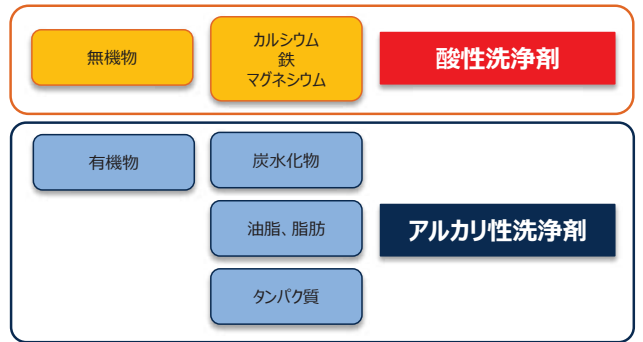 無機物
カルシウム
鉄
マグネシウム
酸性洗浄剤
有機物
炭水化物
油脂、脂肪
タンパク質
アルカリ性洗浄剤